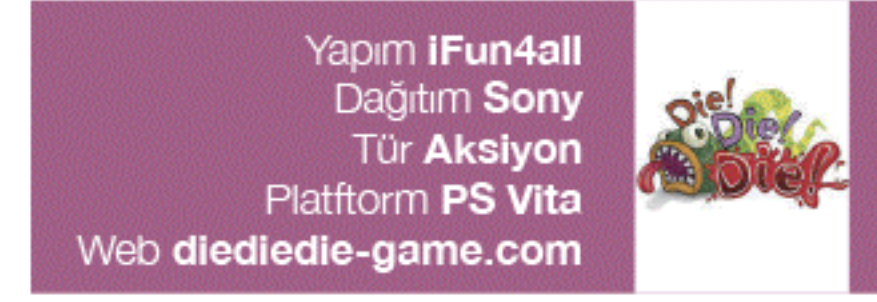 Yapım iFun4all
Dağıtım Sony
Tür Aksiyon
Platftorm PS Vita
Web diediedie-game.com
Die!
Die!
Die!